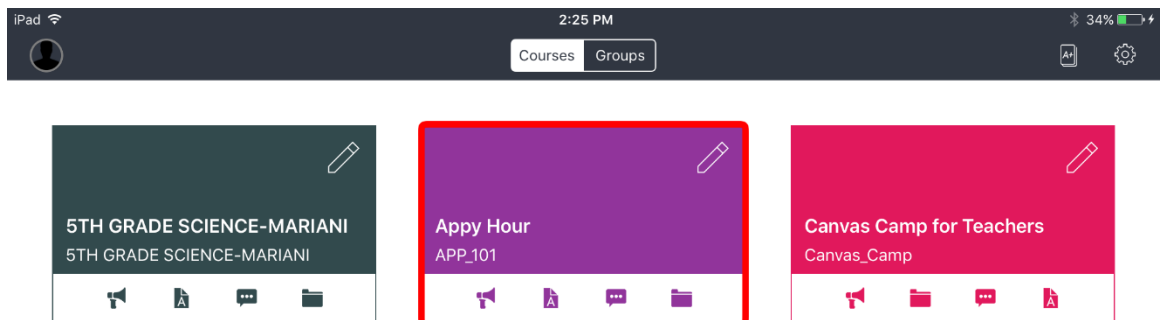 iPad 2:25 PM 34%
Courses Groups A+
5TH GRADE SCIENCE-MARIANI Appy Hour Canvas Camp for Teachers
5TH GRADE SCIENCE-MARIANI APP_101 Canvas_Camp
A A A